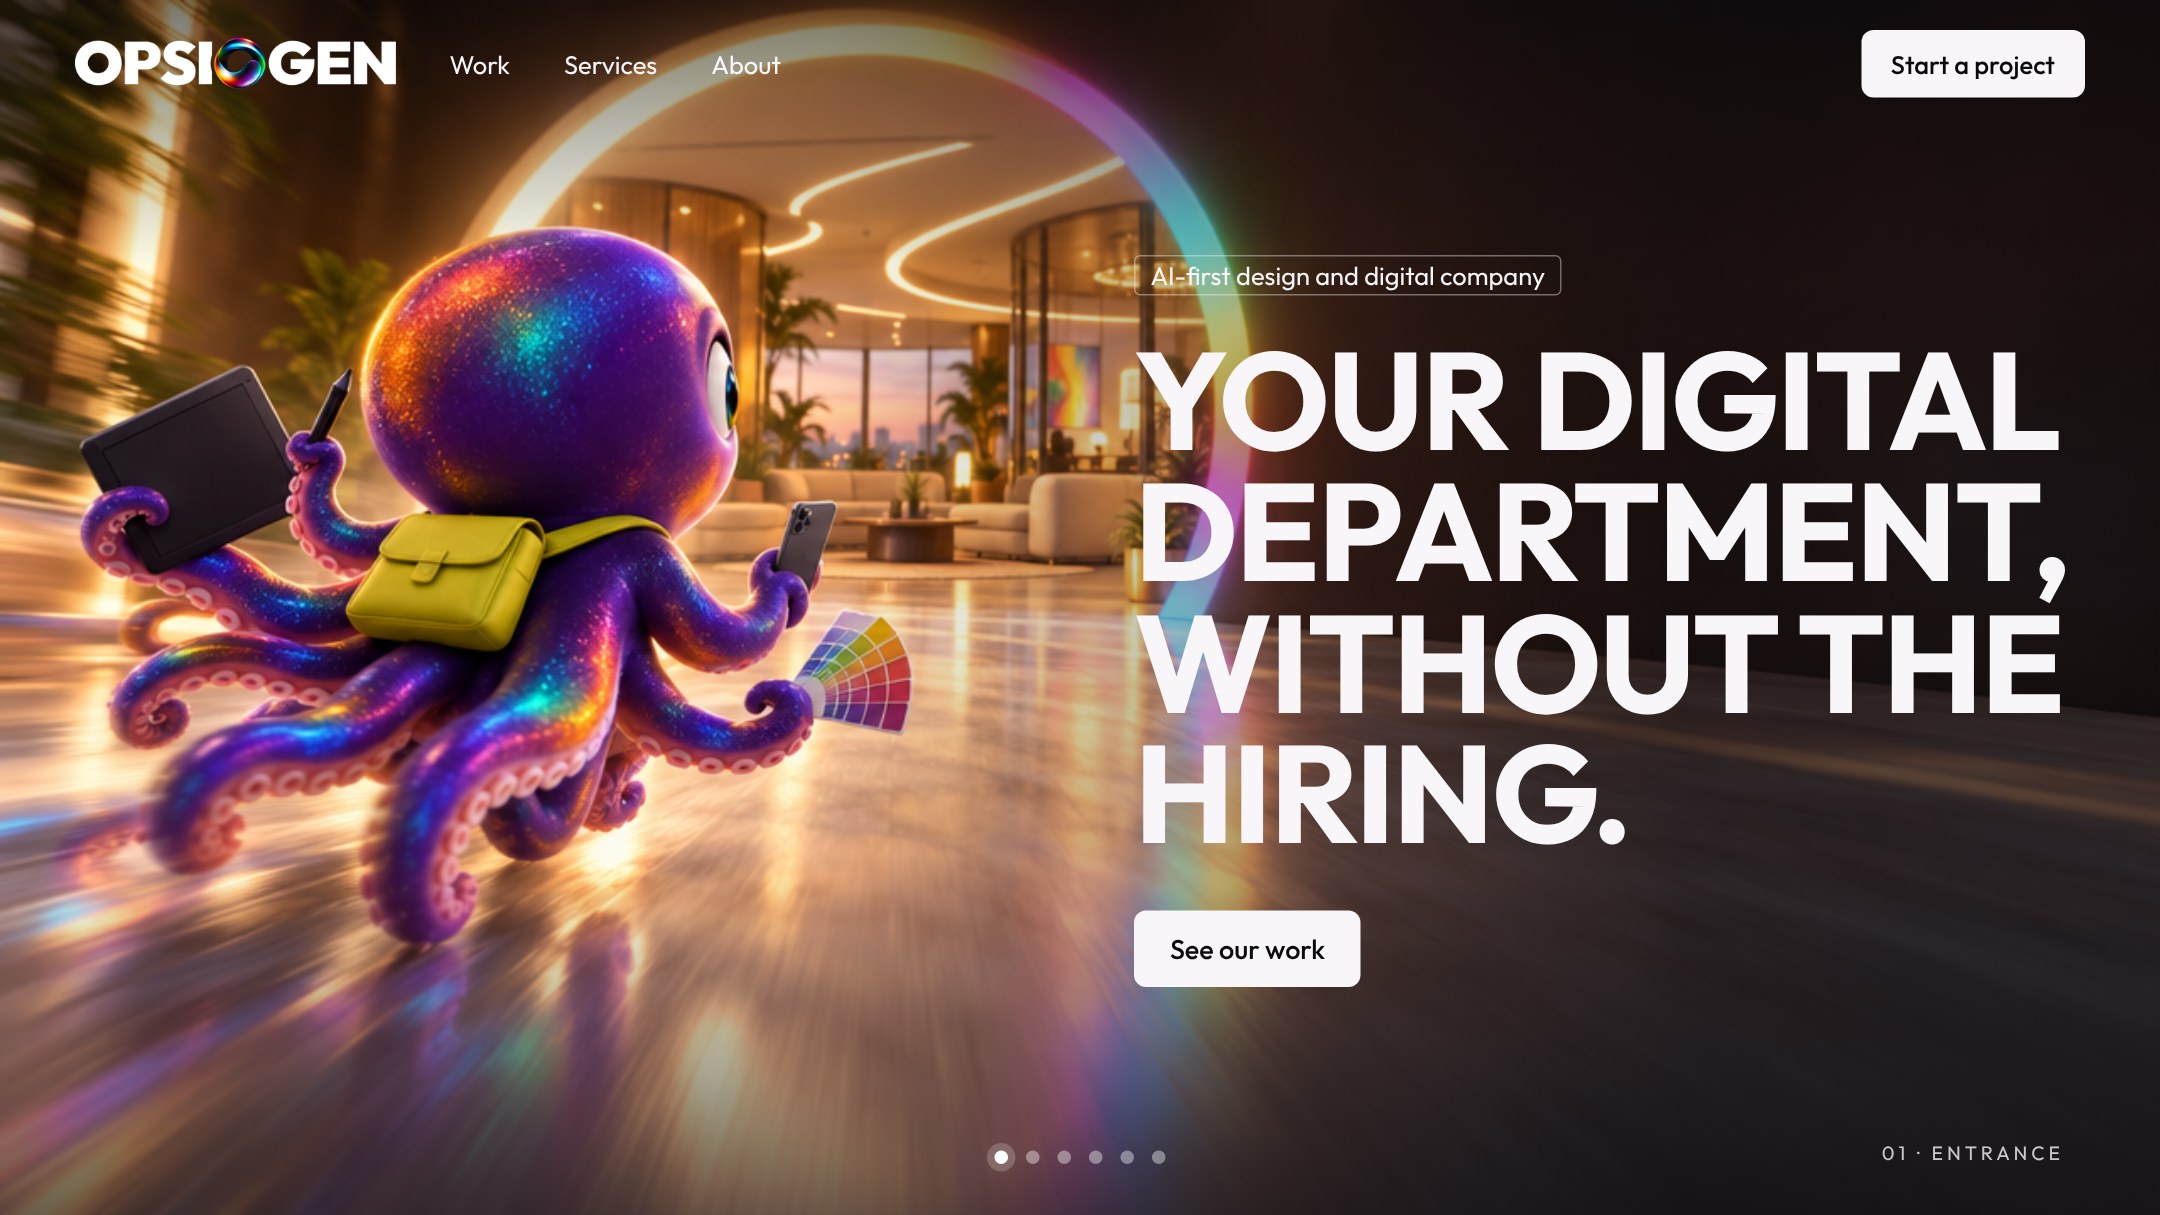 OPSIOGEN
Work
Services
About
Start a project
AI-first design and digital company
YOUR DIGITAL
DEPARTMENT,
WITHOUT THE
HIRING.
See our work
01 · ENTRANCE